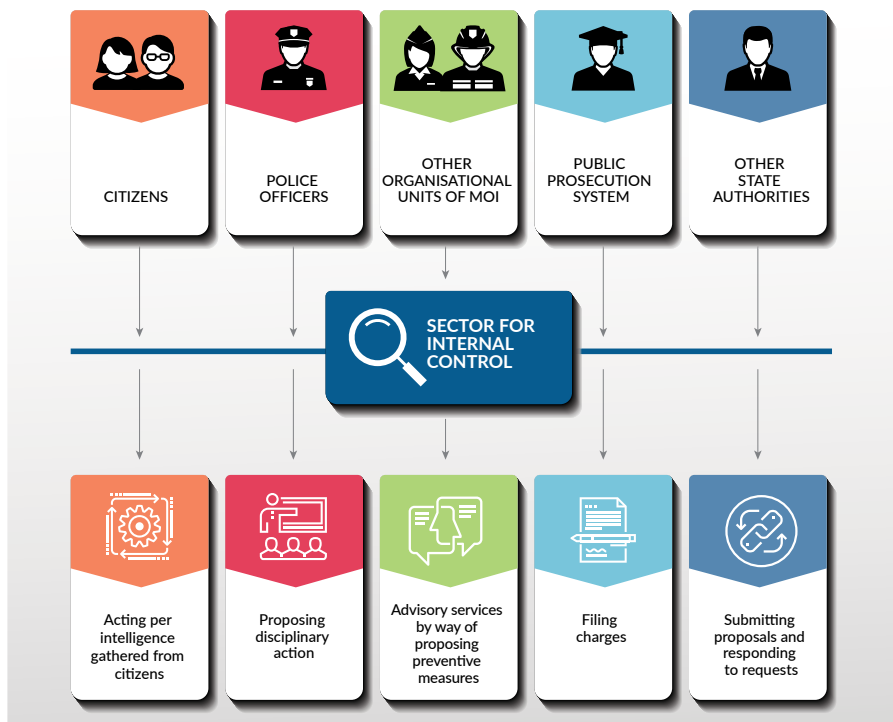 CITIZENS
POLICE
OFFICERS
OTHER
ORGANISATIONAL
UNITS OF MOI
PUBLIC
PROSECUTION
SYSTEM
OTHER
STATE
AUTHORITIES
SECTOR FOR
INTERNAL
CONTROL
Acting per
intelligence
gathered from
citizens
Proposing
disciplinary
action
Advisory services
by way of
proposing
preventive
measures
Filing
charges
Submitting
proposals and
responding
to requests